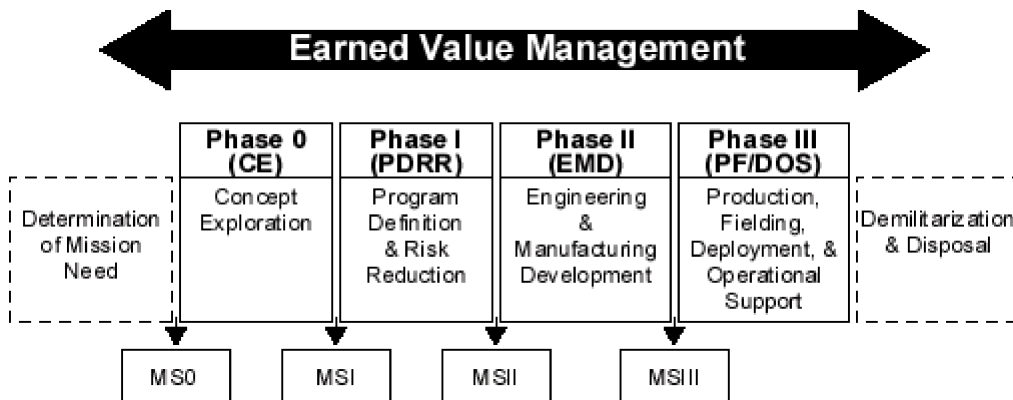 Earned Value Management
Determination
of Mission
Need
Phase 0
(CE)
Concept
Exploration
Phase I
(PDRR)
Program
Definition
& Risk
Reduction
Phase II
(EMD)
Engineering
&
Manufacturing
Development
Phase III
(PF/DOS)
Production,
Fielding,
Deployment, &
Operational
Support
Demilitarization
& Disposal
MS0
MSI
MSII
MSIII